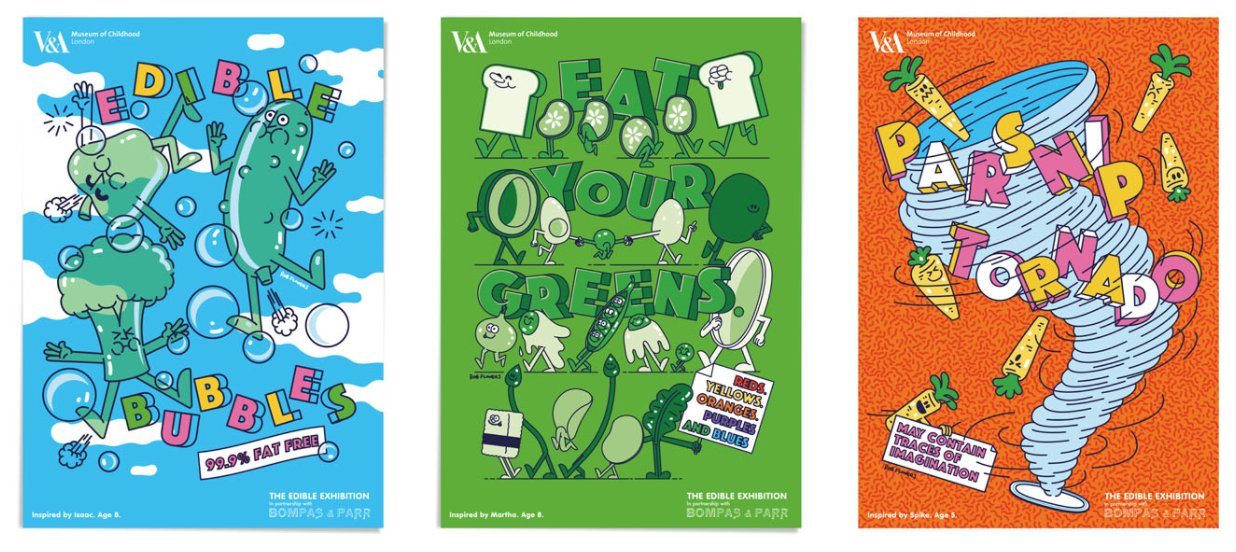 V&A Museum of Childhood
London
EDIBLE
BUBBLES
99.9% FAT FREE
Inspired by Isaac. Age 8.
THE EDIBLE EXHIBITION
In partnership with
BOMPAS & PARR
V&A Museum of Childhood
London
EAT
YOUR
GREENS
REDS.
YELLOWS.
ORANGES.
PURPLES
AND BLUES
Inspired by Martha. Age 8.
THE EDIBLE EXHIBITION
In partnership with
BOMPAS & PARR
V&A Museum of Childhood
London
PARSNIP
TORNADO
MAY CONTAIN
TRACES OF
IMAGINATION
Inspired by Spike. Age 5.
THE EDIBLE EXHIBITION
In partnership with
BOMPAS & PARR